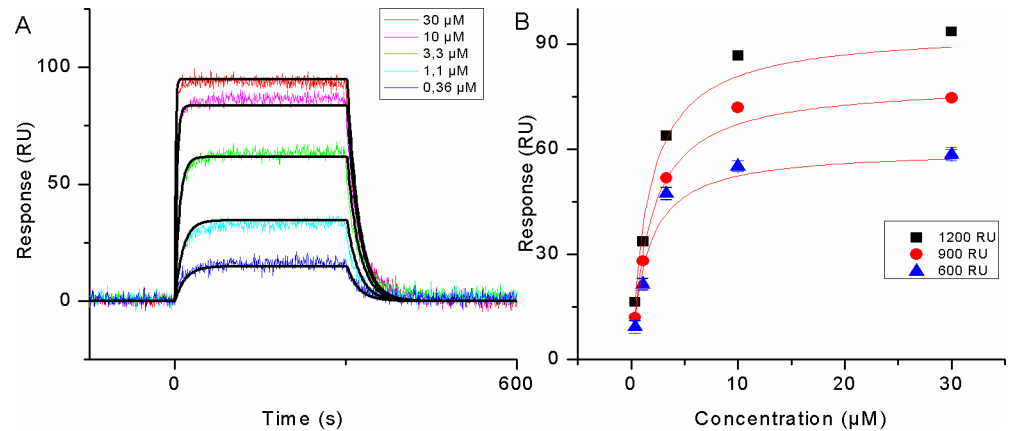 A
30 µM
10 µM
3,3 µM
1,1 µM
0,36 µM
100
50
0
Response (RU)
0
600
Time (s)
B
90
60
30
0
Response (RU)
1200 RU
900 RU
600 RU
0
10
20
30
Concentration (µM)